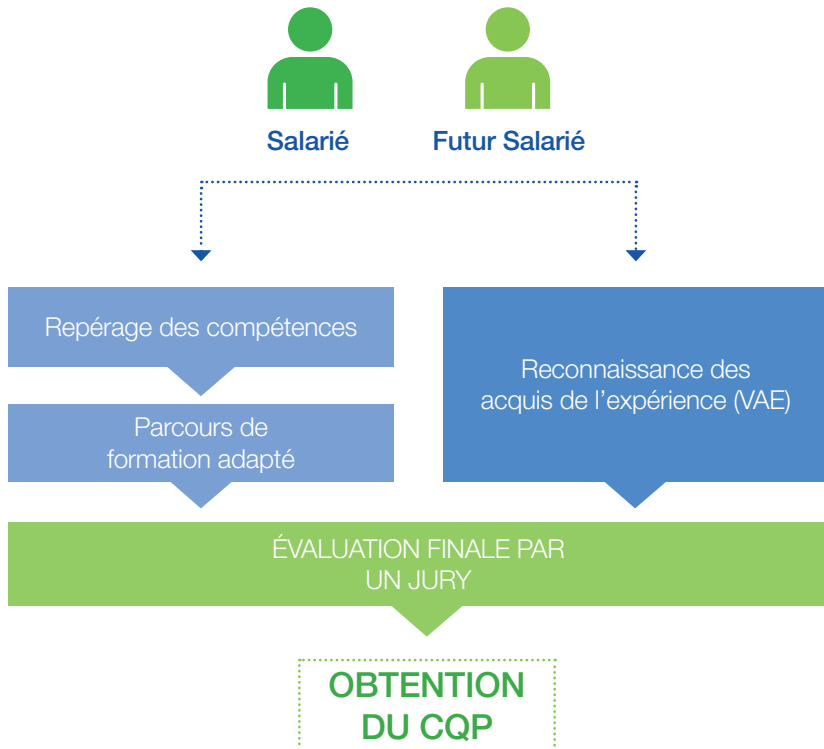 Salarié
Futur Salarié
Repérage des compétences
Parcours de
formation adapté
Reconnaissance des
acquis de l’expérience (VAE)
ÉVALUATION FINALE PAR
UN JURY
OBTENTION
DU CQP